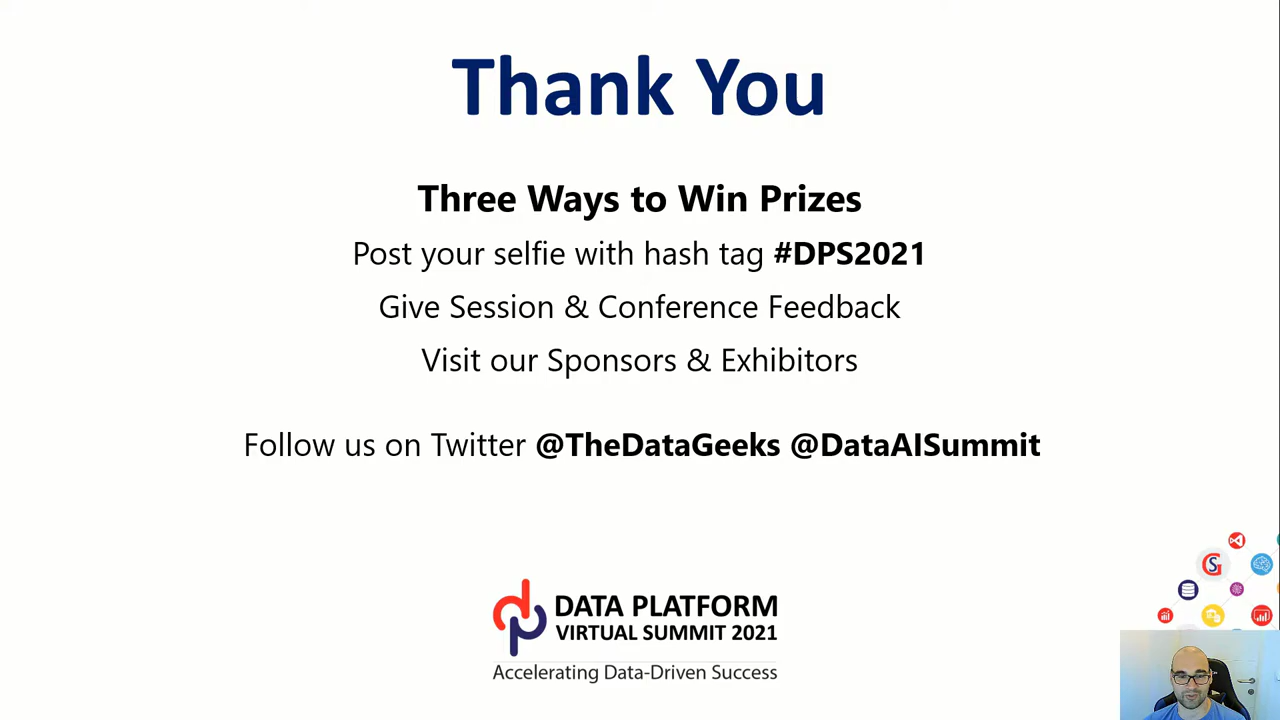 Thank You
Three Ways to Win Prizes
Post your selfie with hash tag #DPS2021
Give Session & Conference Feedback
Visit our Sponsors & Exhibitors
Follow us on Twitter @TheDataGeeks @DataAISummit
DATA PLATFORM
VIRTUAL SUMMIT 2021
Accelerating Data-Driven Success